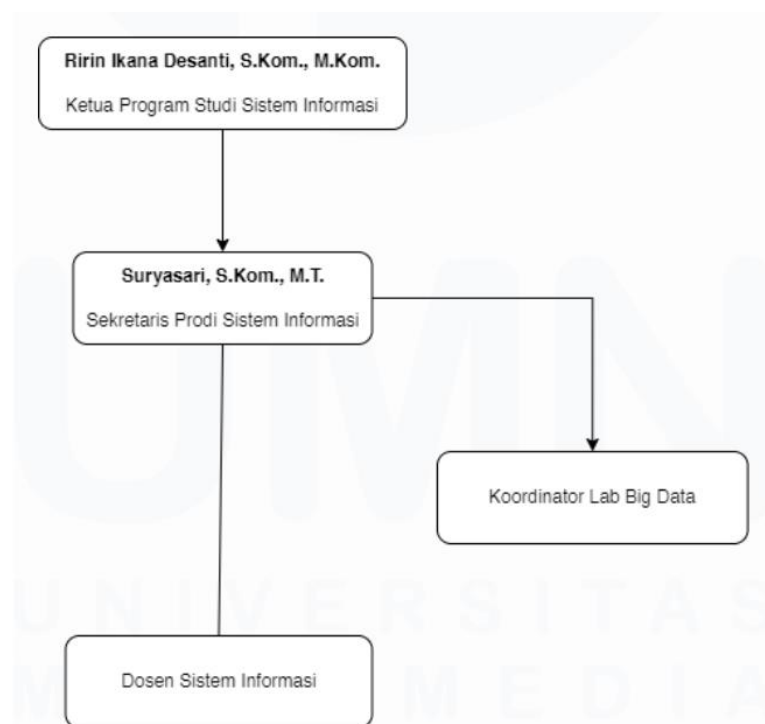 Ririn Ikana Desanti, S.Kom., M.Kom.
Ketua Program Studi Sistem Informasi
Suryasari, S.Kom., M.T.
Sekretaris Prodi Sistem Informasi
Koordinator Lab Big Data
Dosen Sistem Informasi
UMN
UNIVERSITAS
M MEDIA